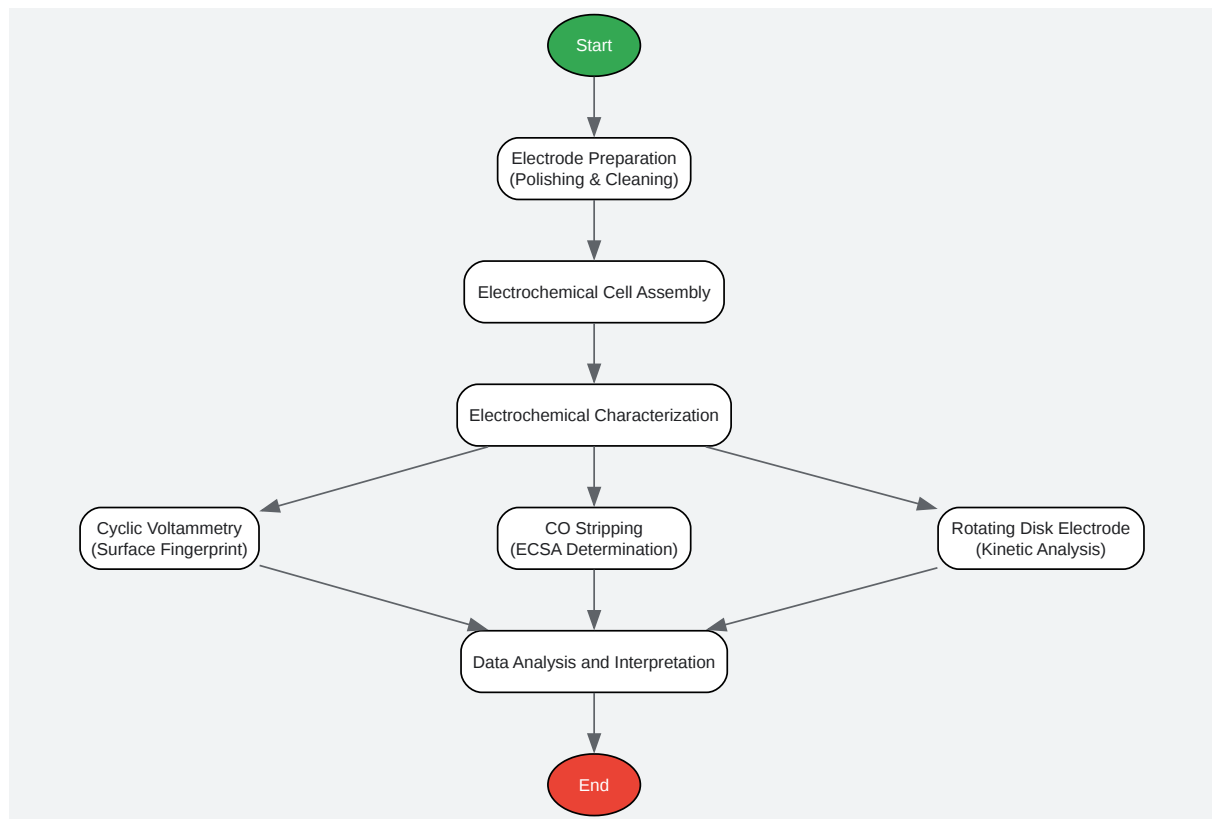 Start
Electrode Preparation
(Polishing & Cleaning)
Electrochemical Cell Assembly
Electrochemical Characterization
Cyclic Voltammetry
(Surface Fingerprint)
CO Stripping
(ECSA Determination)
Rotating Disk Electrode
(Kinetic Analysis)
Data Analysis and Interpretation
End